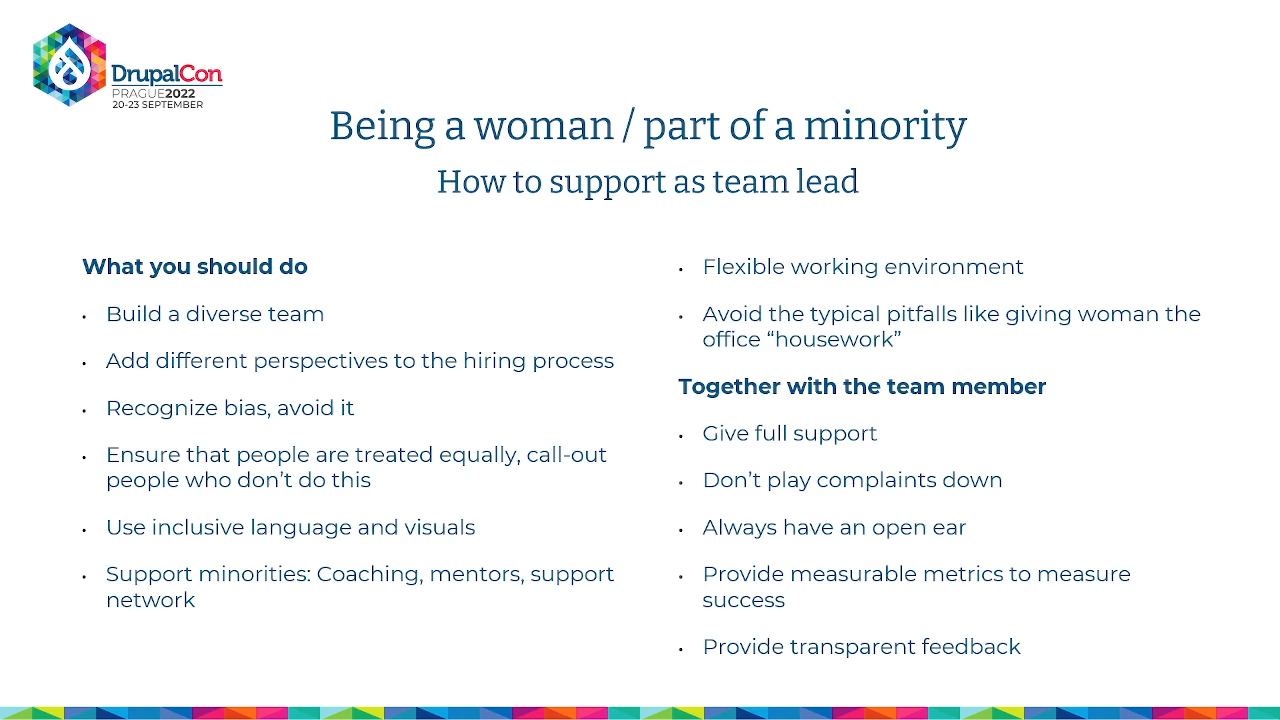 DrupalCon
PRAGUE2022
20-23 SEPTEMBER
Being a woman / part of a minority
How to support as team lead
What you should do
• Build a diverse team
• Add different perspectives to the hiring process
• Recognize bias, avoid it
• Ensure that people are treated equally, call-out
people who don’t do this
• Use inclusive language and visuals
• Support minorities: Coaching, mentors, support
network
• Flexible working environment
• Avoid the typical pitfalls like giving woman the
office “housework”
Together with the team member
• Give full support
• Don’t play complaints down
• Always have an open ear
• Provide measurable metrics to measure
success
• Provide transparent feedback